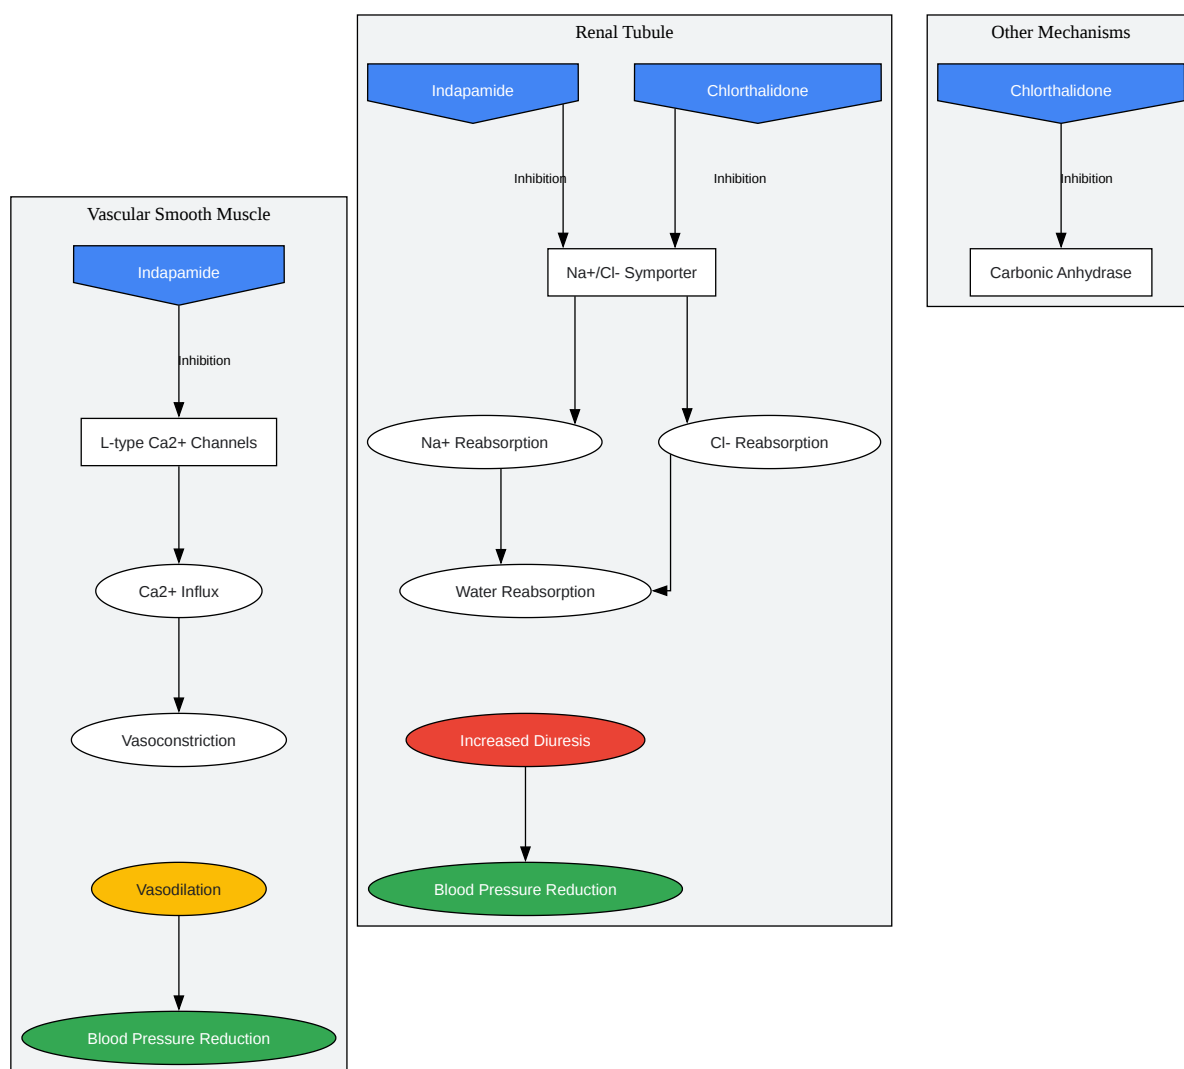 Vascular Smooth Muscle
Indapamide
Inhibition
L-type Ca2+ Channels
Ca2+ Influx
Vasoconstriction
Vasodilation
Blood Pressure Reduction
Renal Tubule
Indapamide
Chlorthalidone
Inhibition
Inhibition
Na+/Cl- Symporter
Na+ Reabsorption
Cl- Reabsorption
Water Reabsorption
Increased Diuresis
Blood Pressure Reduction
Other Mechanisms
Chlorthalidone
Inhibition
Carbonic Anhydrase